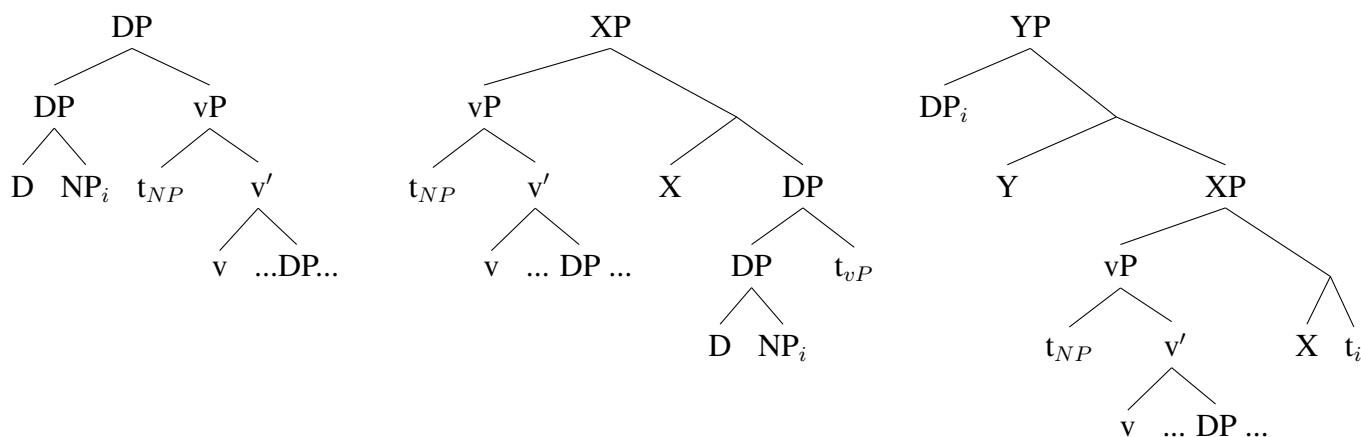 DP XP YP
DP vP vP DP_i
D NP_i t_NP v′ t_NP v′ X DP Y XP
v ...DP... v ... DP ... DP t_vP vP
D NP_i t_NP v′ X t_i
v ... DP ...